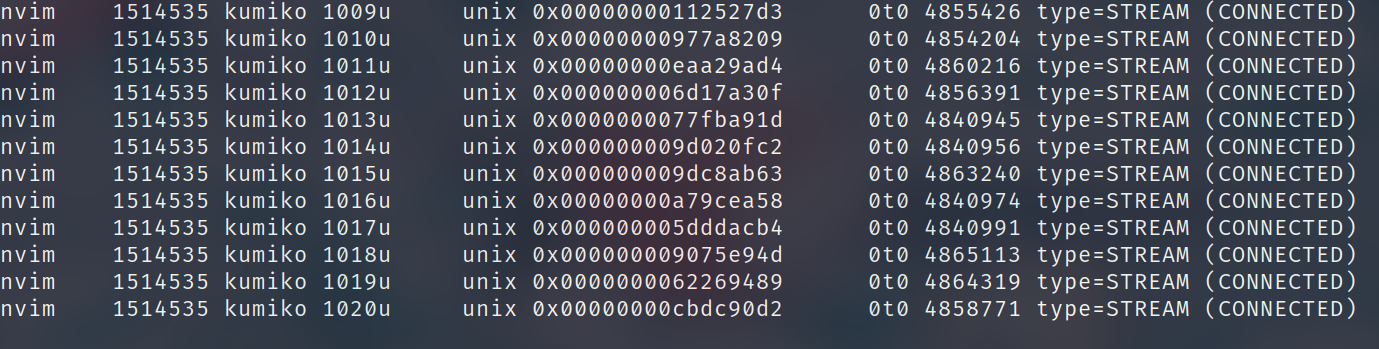 nvim    1514535 kumiko 1009u     unix 0x00000000112527d3      0t0 4855426 type=STREAM (CONNECTED)
nvim    1514535 kumiko 1010u     unix 0x00000000977a8209      0t0 4854204 type=STREAM (CONNECTED)
nvim    1514535 kumiko 1011u     unix 0x00000000eaa29ad4      0t0 4860216 type=STREAM (CONNECTED)
nvim    1514535 kumiko 1012u     unix 0x000000006d17a30f      0t0 4856391 type=STREAM (CONNECTED)
nvim    1514535 kumiko 1013u     unix 0x0000000077fba91d      0t0 4840945 type=STREAM (CONNECTED)
nvim    1514535 kumiko 1014u     unix 0x000000009d020fc2      0t0 4840956 type=STREAM (CONNECTED)
nvim    1514535 kumiko 1015u     unix 0x000000009dc8ab63      0t0 4863240 type=STREAM (CONNECTED)
nvim    1514535 kumiko 1016u     unix 0x00000000a79cea58      0t0 4840974 type=STREAM (CONNECTED)
nvim    1514535 kumiko 1017u     unix 0x000000005dddacb4      0t0 4840991 type=STREAM (CONNECTED)
nvim    1514535 kumiko 1018u     unix 0x000000009075e94d      0t0 4865113 type=STREAM (CONNECTED)
nvim    1514535 kumiko 1019u     unix 0x0000000062269489      0t0 4864319 type=STREAM (CONNECTED)
nvim    1514535 kumiko 1020u     unix 0x00000000cbdc90d2      0t0 4858771 type=STREAM (CONNECTED)